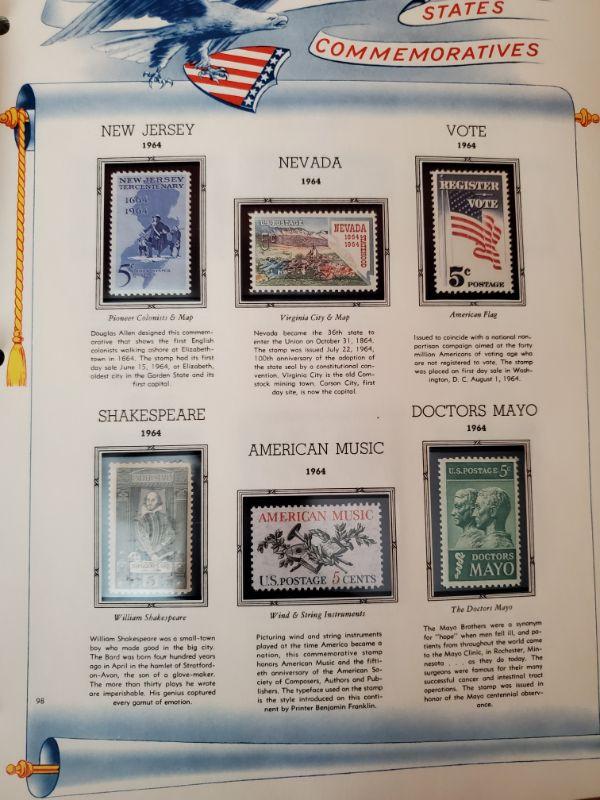 STATES
COMMEMORATIVES
NEW JERSEY
1964
NEW JERSEY
TERCENTENARY
1664
1964
5c
Pioneer Colonists & Map
Douglas Allen designed this commem-
orative that shows the first English
colonists walking ashore at Elizabeth-
town in 1664. The stamp had its first
day sale June 15, 1964, at Elizabeth,
oldest city in the Garden State and its
first capital.
NEVADA
1964
U.S. POSTAGE
NEVADA
1864
1964
Virginia City & Map
Nevada became the 36th state to
enter the Union on October 31, 1864.
The stamp was issued July 22, 1964,
100th anniversary of the adoption of
the state seal by a constitutional con-
vention. Virginia City is the old Com-
stock mining town. Carson City, first
day site, is now the capital.
VOTE
1964
REGISTER
VOTE
5c
POSTAGE
American Flag
Issued to coincide with a national non-
partisan campaign aimed at the forty
million Americans of voting age who
are not registered to vote. The stamp
was placed on first day sale in Wash-
ington, D. C. August 1, 1964.
SHAKESPEARE
1964
5
William Shakespeare
William Shakespeare was a small-town
boy who made good in the big city.
The Bard was born four hundred years
ago in April in the hamlet of Stratford-
on-Avon, the son of a glove-maker.
The more than thirty plays he wrote
are imperishable. His genius captured
every gamut of emotion.
AMERICAN MUSIC
1964
AMERICAN MUSIC
U.S. POSTAGE 5 CENTS
Wind & String Instruments
Picturing wind and string instruments
played at the time America became a
nation, this commemorative stamp
honors American Music and the fifti-
eth anniversary of the American So-
ciety of Composers, Authors and Pub-
lishers. The typeface used on the stamp
is the style introduced on this conti-
nent by Printer Benjamin Franklin.
DOCTORS MAYO
1964
U.S. POSTAGE 5c
DOCTORS
MAYO
The Doctors Mayo
The Mayo Brothers were a synonym
for "hope" when men fell ill, and pa-
tients from throughout the world come
to the Mayo Clinic, in Rochester, Min-
nesota . . . as they do today. The
surgeons were famous for their many
successful cancer and intestinal tract
operations. The stamp was issued in
honor of the Mayo centennial observ-
ance.
98